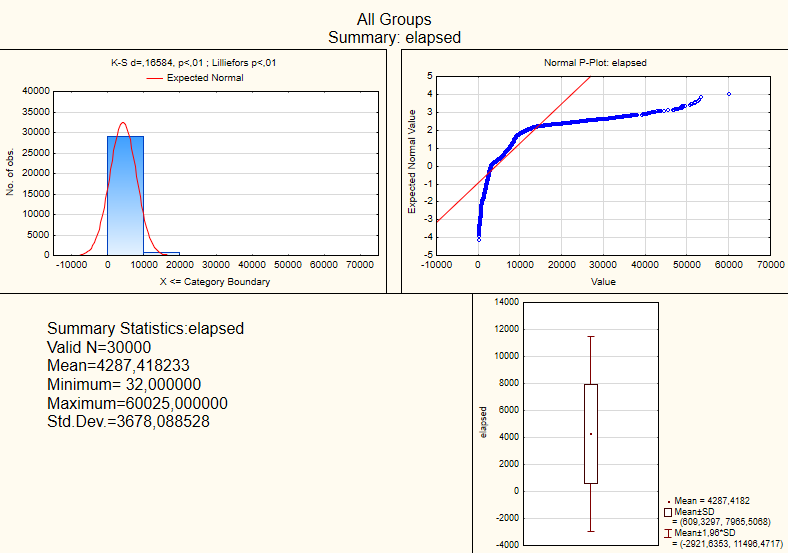 All Groups
Summary: elapsed
K-S d=,16584, p<,01 ; Lilliefors p<,01
Expected Normal
No. of obs.
40000
35000
30000
25000
20000
15000
10000
5000
0
-10000 0 10000 20000 30000 40000 50000 60000 70000
X <= Category Boundary
Normal P-Plot: elapsed
Expected Normal Value
5
4
3
2
1
0
-1
-2
-3
-4
-5
-10000 0 10000 20000 30000 40000 50000 60000 70000
Value
Summary Statistics:elapsed
Valid N=30000
Mean=4287,418233
Minimum= 32,000000
Maximum=60025,000000
Std.Dev.=3678,088528
elapsed
14000
12000
10000
8000
6000
4000
2000
0
-2000
-4000
Mean = 4287,4182
Mean±SD
= (609,3297, 7965,5068)
Mean±1,96*SD
= (-2921,6353, 11496,4717)